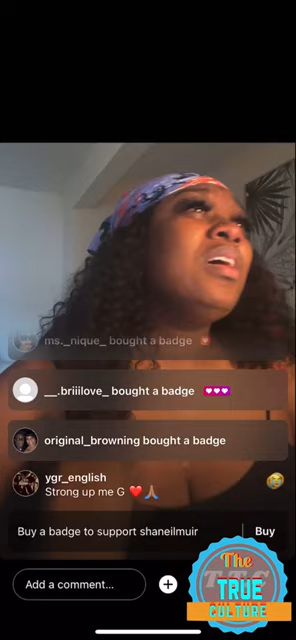 ms._nique_ bought a badge
__.briiilove_ bought a badge
original_browning bought a badge
ygr_english
Strong up me G ❤️🙏🏽
Buy a badge to support shaneilmuir
Buy
Add a comment...
The
TRUE
CULTURE